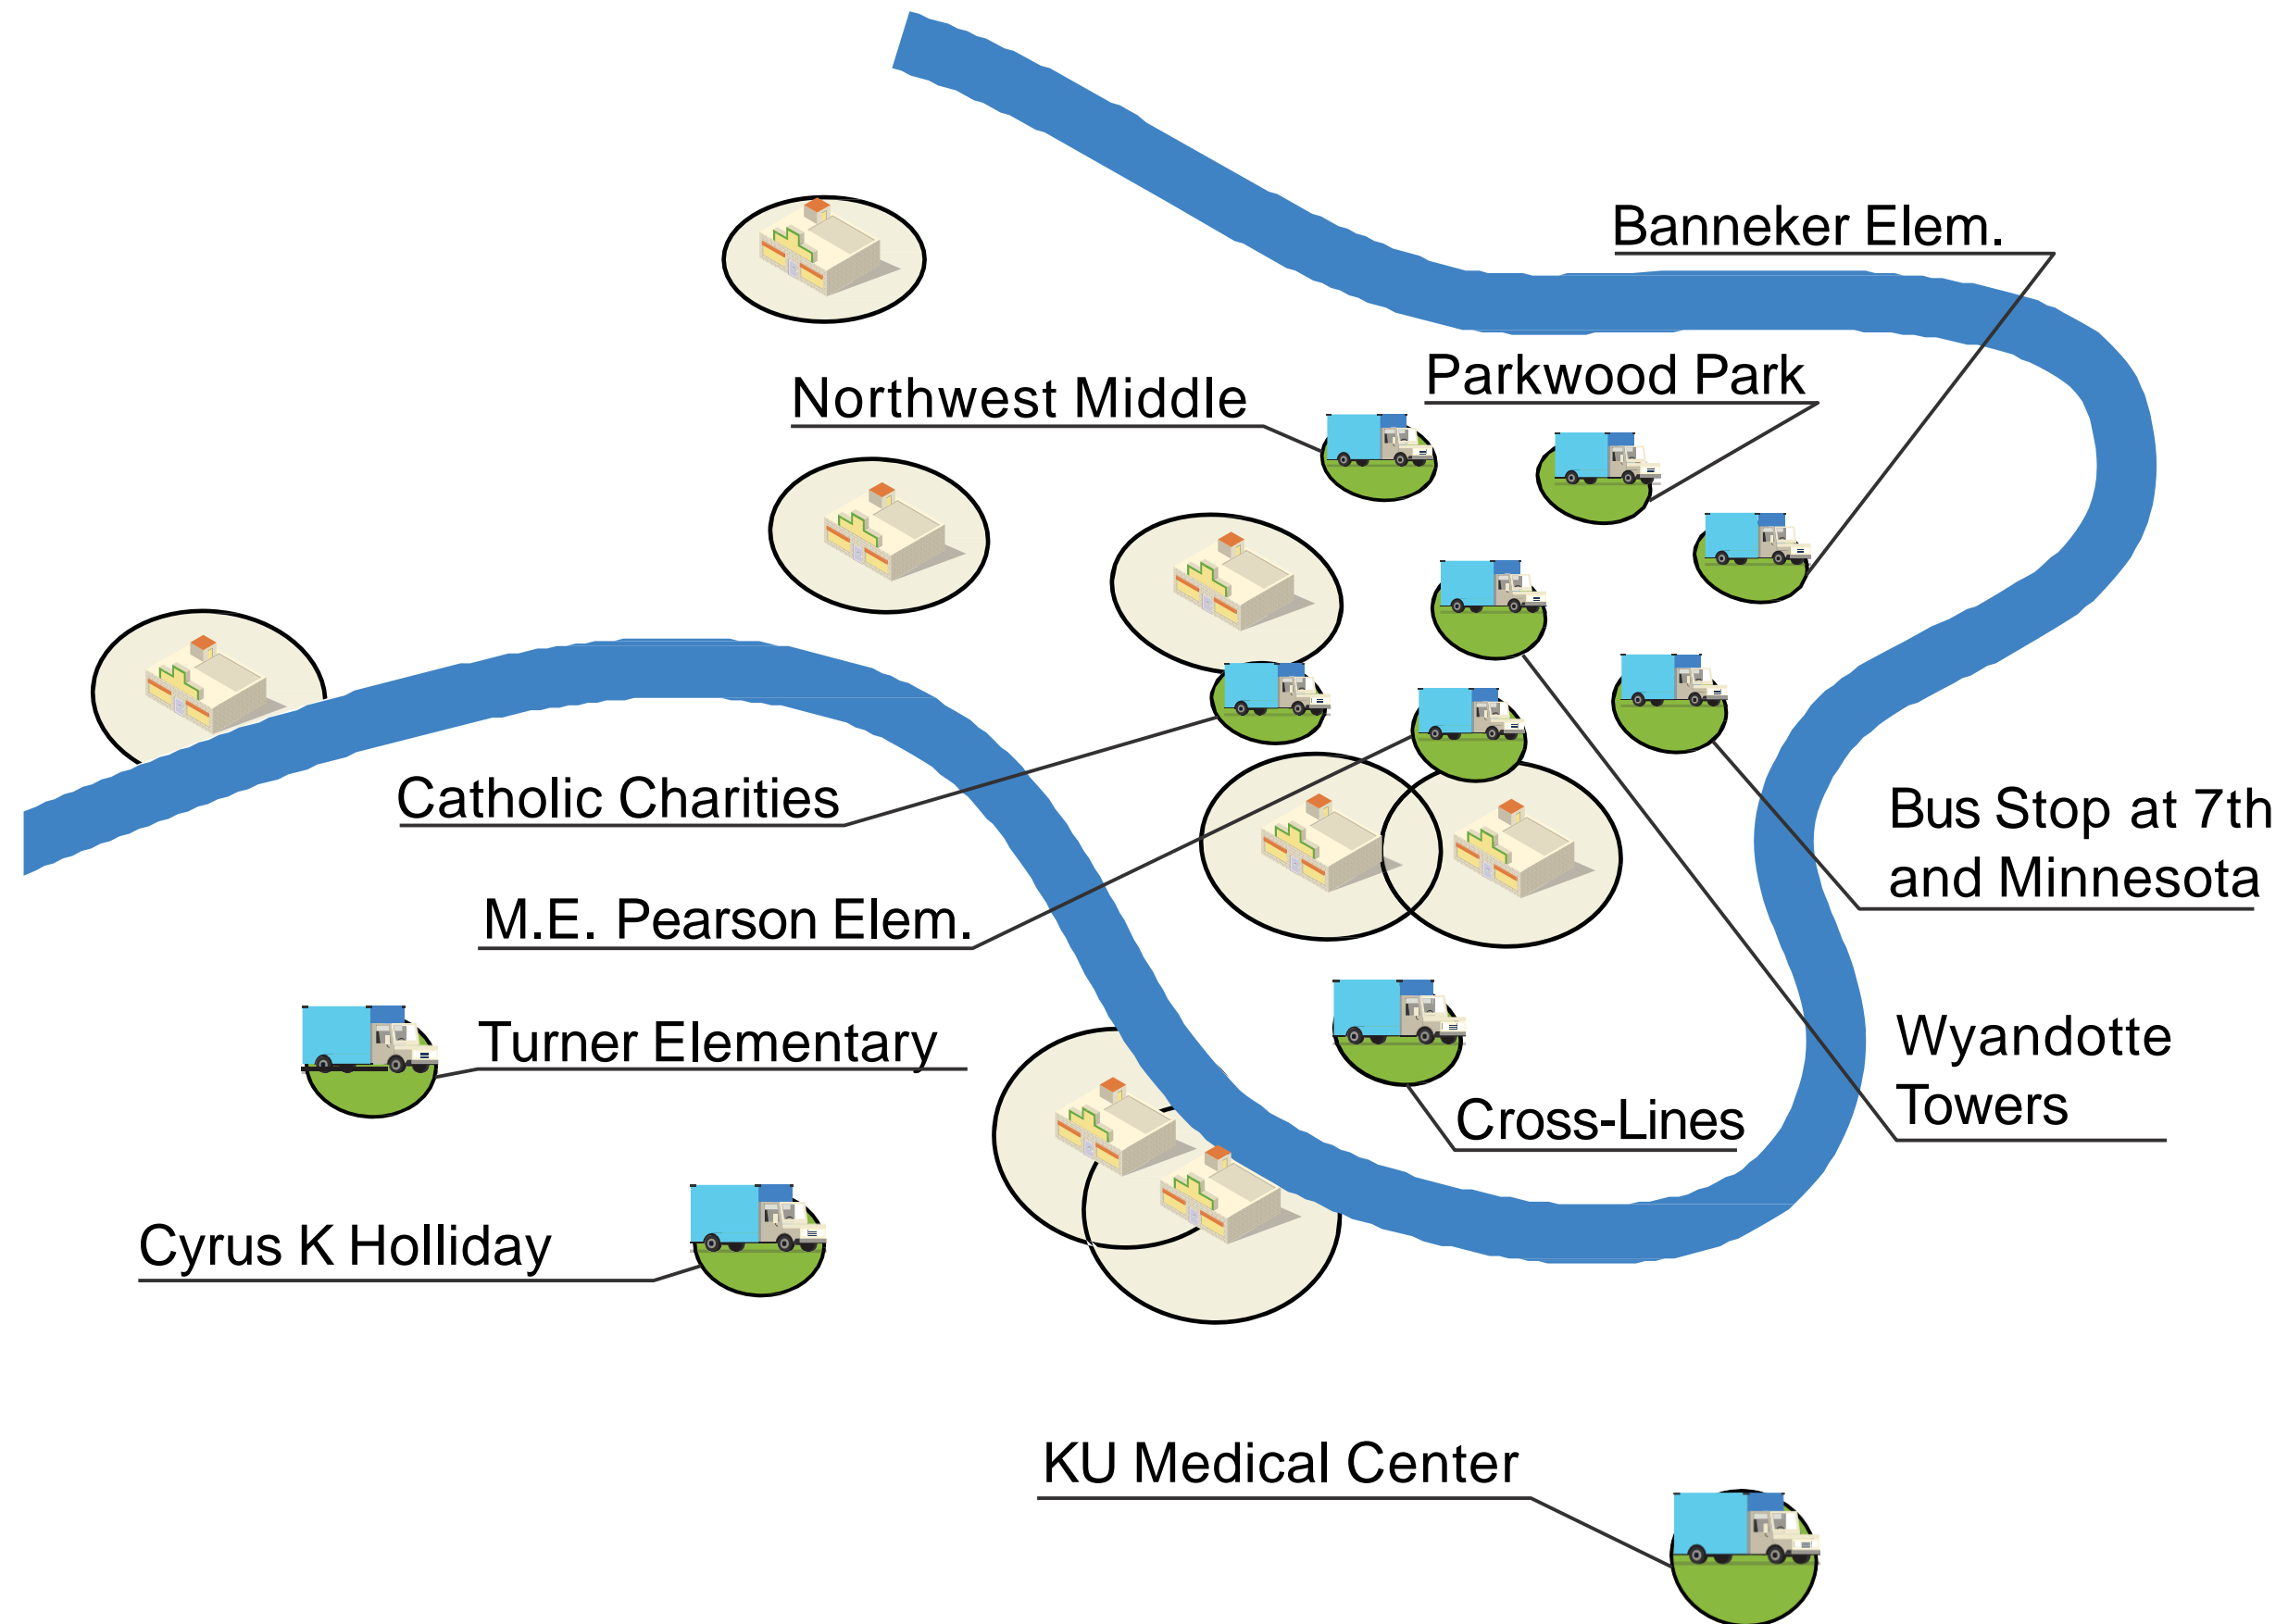 Banneker Elem.
Parkwood Park
Northwest Middle
Catholic Charities
Bus Stop at 7th
and Minnesota
M.E. Pearson Elem.
Turner Elementary
Wyandotte
Towers
Cross-Lines
Cyrus K Holliday
KU Medical Center